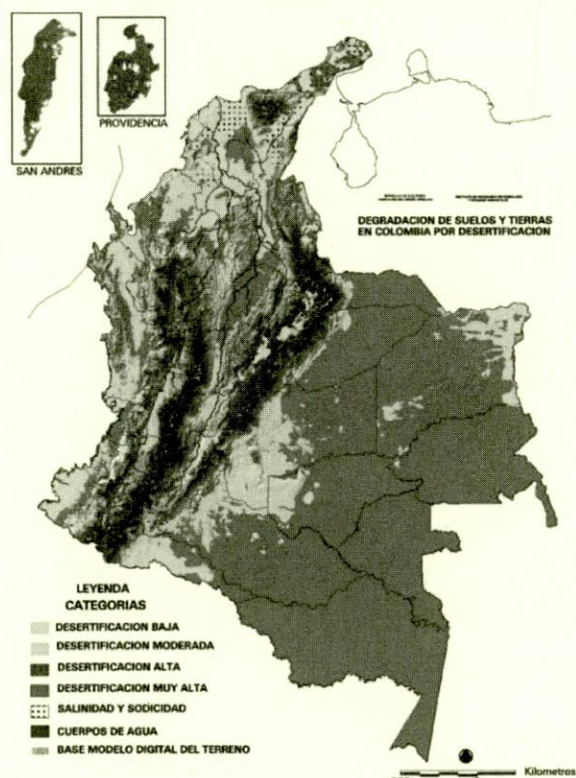 SAN ANDRES
PROVIDENCIA
DEGRADACION DE SUELOS Y TIERRAS
EN COLOMBIA POR DESERTIFICACION
LEYENDA
CATEGORIAS
DESERTIFICACION BAJA
DESERTIFICACION MODERADA
DESERTIFICACION ALTA
DESERTIFICACION MUY ALTA
SALINIDAD Y SODICIDAD
CUERPOS DE AGUA
BASE MODELO DIGITAL DEL TERRENO
Kilometros